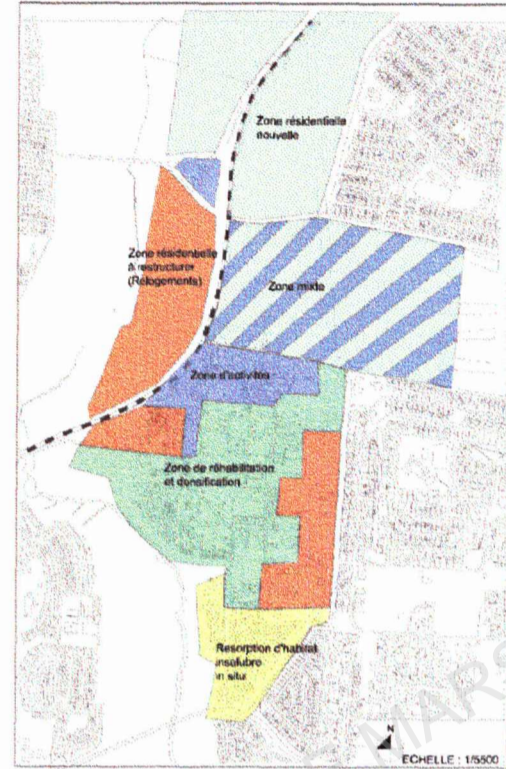 Zone résidentielle
nouvelle
Zone résidentielle
à restructurer
(Relogements)
Zone mixte
Zone d'activités
Zone de réhabilitation
et densification
Resorption d'habitat
insalubre
in situ
N
ECHELLE : 1/5500